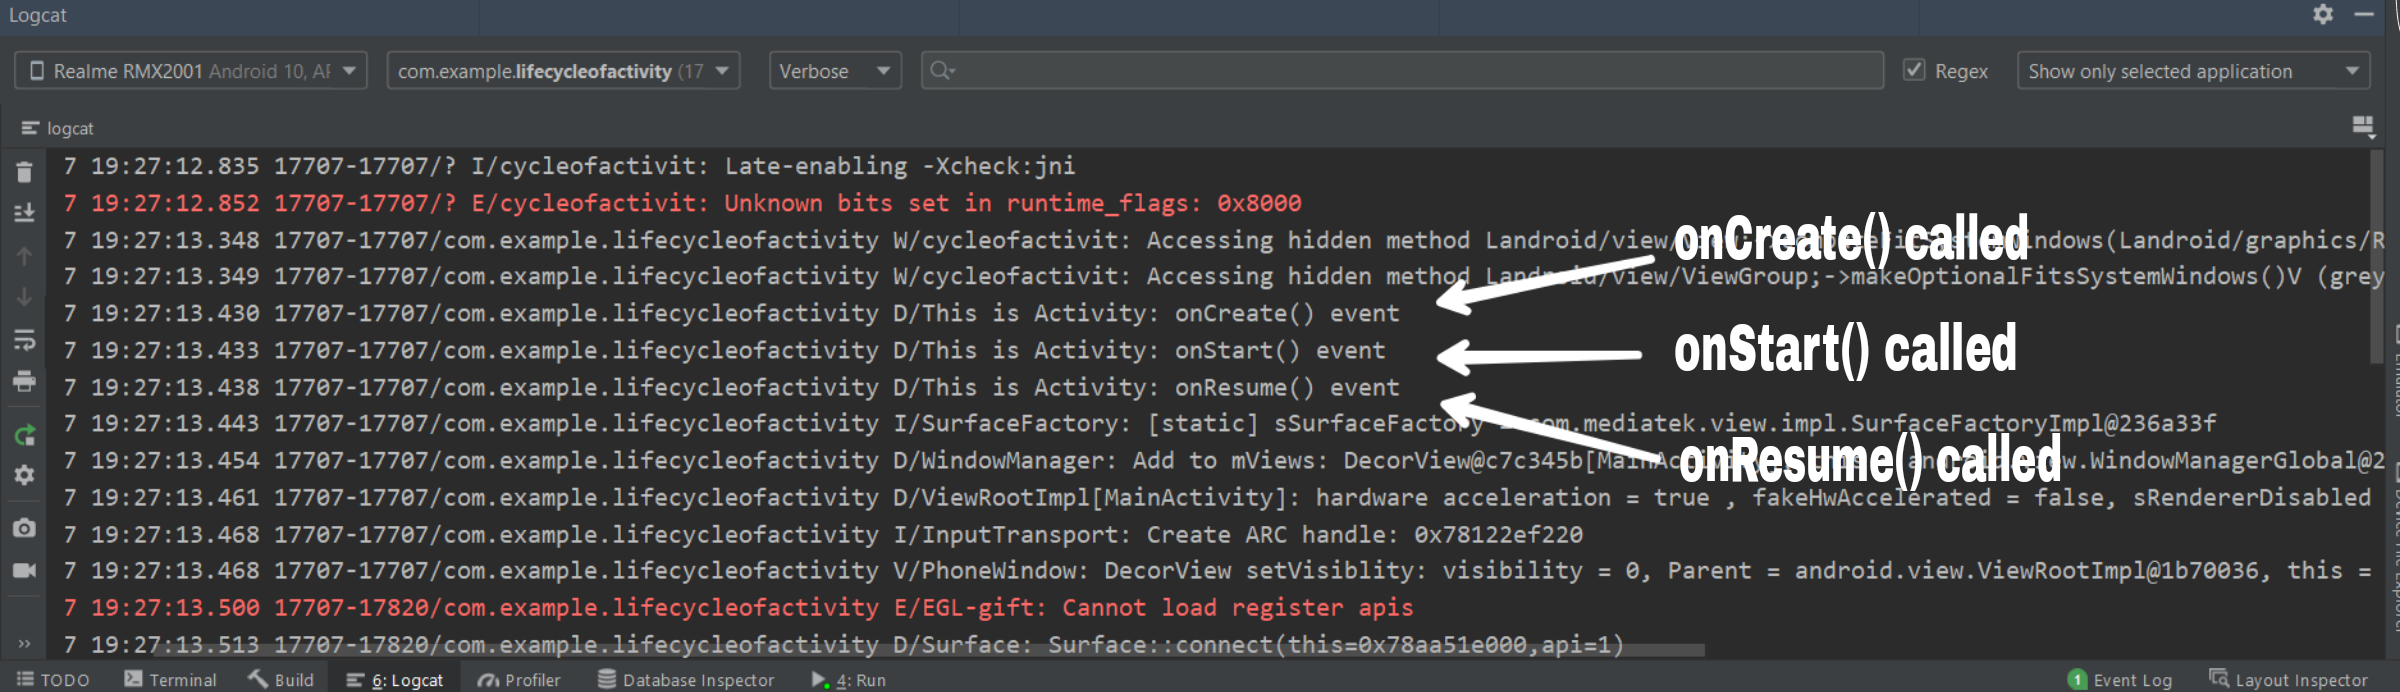 Logcat
Realme RMX2001 Android 10, AP
com.example.lifecycleofactivity (17
Verbose
Regex
Show only selected application
logcat
7 19:27:12.835 17707-17707/? I/cycleofactivit: Late-enabling -Xcheck:jni
7 19:27:12.852 17707-17707/? E/cycleofactivit: Unknown bits set in runtime_flags: 0x8000
7 19:27:13.348 17707-17707/com.example.lifecycleofactivity W/cycleofactivit: Accessing hidden method Landroid/view/ indows(Landroid/graphics/R
onCreate() called
7 19:27:13.349 17707-17707/com.example.lifecycleofactivity W/cycleofactivit: Accessing hidden method Landroid/view/ViewGroup;->makeOptionalFitsSystemWindows()V (grey
7 19:27:13.430 17707-17707/com.example.lifecycleofactivity D/This is Activity: onCreate() event
7 19:27:13.433 17707-17707/com.example.lifecycleofactivity D/This is Activity: onStart() event
onStart() called
7 19:27:13.438 17707-17707/com.example.lifecycleofactivity D/This is Activity: onResume() event
7 19:27:13.443 17707-17707/com.example.lifecycleofactivity I/SurfaceFactory: [static] sSurfaceFactory = com.mediatek.view.impl.SurfaceFactoryImpl@236a33f
7 19:27:13.454 17707-17707/com.example.lifecycleofactivity D/WindowManager: Add to mViews: DecorView@c7c345b[MainActivity] .view.WindowManagerGlobal@2
onResume() called
7 19:27:13.461 17707-17707/com.example.lifecycleofactivity D/ViewRootImpl[MainActivity]: hardware acceleration = true , fakeHwAccelerated = false, sRendererDisabled
7 19:27:13.468 17707-17707/com.example.lifecycleofactivity I/InputTransport: Create ARC handle: 0x78122ef220
7 19:27:13.468 17707-17707/com.example.lifecycleofactivity V/PhoneWindow: DecorView setVisiblity: visibility = 0, Parent = android.view.ViewRootImpl@1b70036, this =
7 19:27:13.500 17707-17820/com.example.lifecycleofactivity E/EGL-gift: Cannot load register apis
7 19:27:13.513 17707-17820/com.example.lifecycleofactivity D/Surface: Surface::connect(this=0x78aa51e000,api=1)
TODO
Terminal
Build
6: Logcat
Profiler
Database Inspector
4: Run
1 Event Log
Layout Inspector